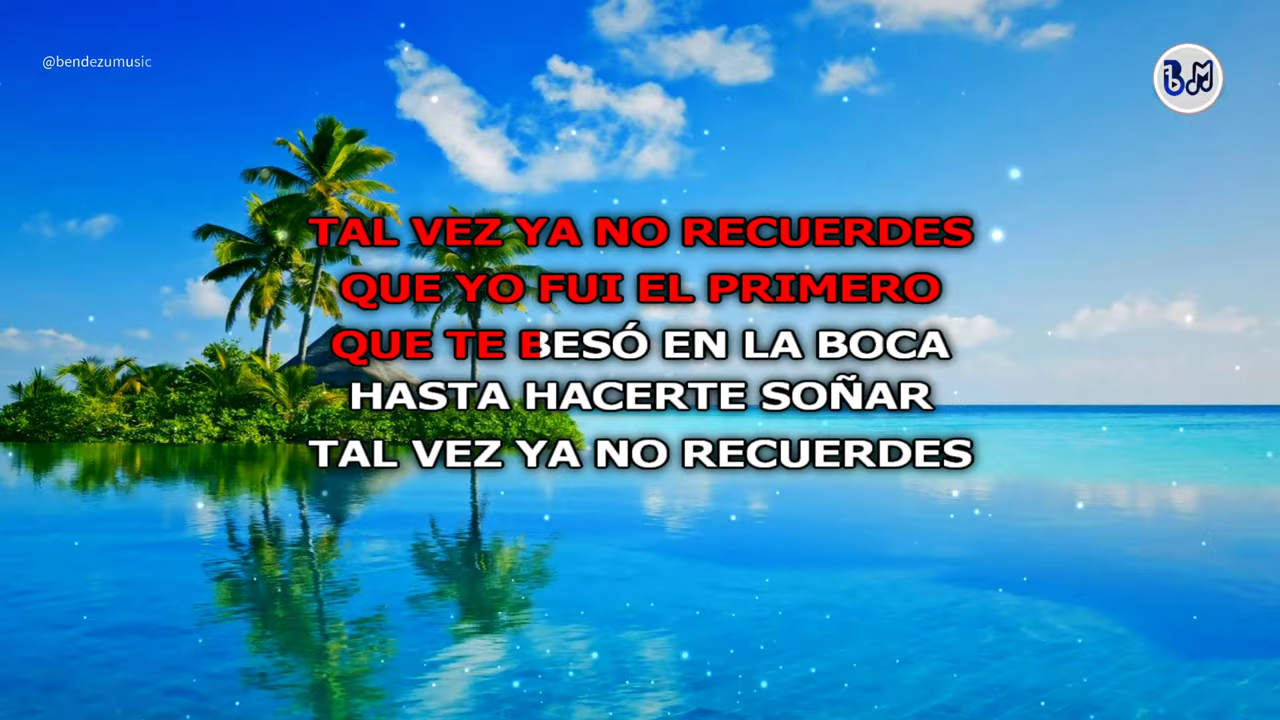 @bendezumusic
BM
TAL VEZ YA NO RECUERDES
QUE YO FUI EL PRIMERO
QUE TE BESÓ EN LA BOCA
HASTA HACERTE SOÑAR
TAL VEZ YA NO RECUERDES